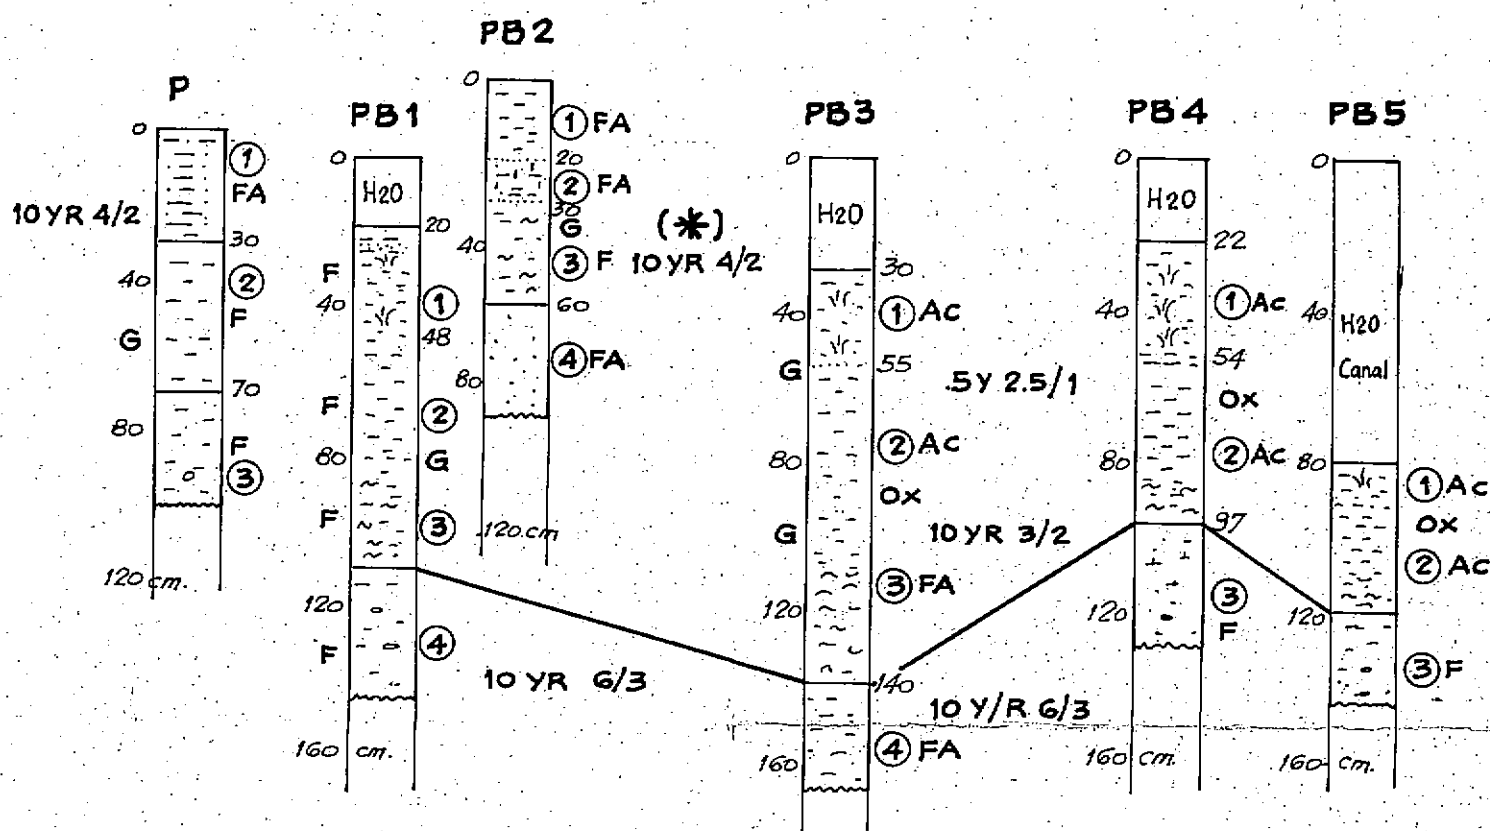 P
0
①
FA
10 YR 4/2
30
40
②
F
G
70
80
F
③
120 cm.
PB1
0
H20
20
F
40
①
48
F
②
80
G
F
③
120
F
④
160 cm.
PB2
0
① FA
20
② FA
30
G
40
③ F
60
④ FA
80
120 cm
(*)
10 YR 4/2
10 YR 6/3
PB3
0
H20
30
40
① AC
G
55
.5Y 2.5/1
80
② AC
OX
G
10 YR 3/2
③ FA
120
140
10 Y/R 6/3
④ FA
160
PB4
0
H20
22
40
① AC
54
OX
80
② AC
97
③
120
F
160 cm.
PB5
0
40
H20
Canal
80
① AC
OX
② AC
120
③ F
160 cm.